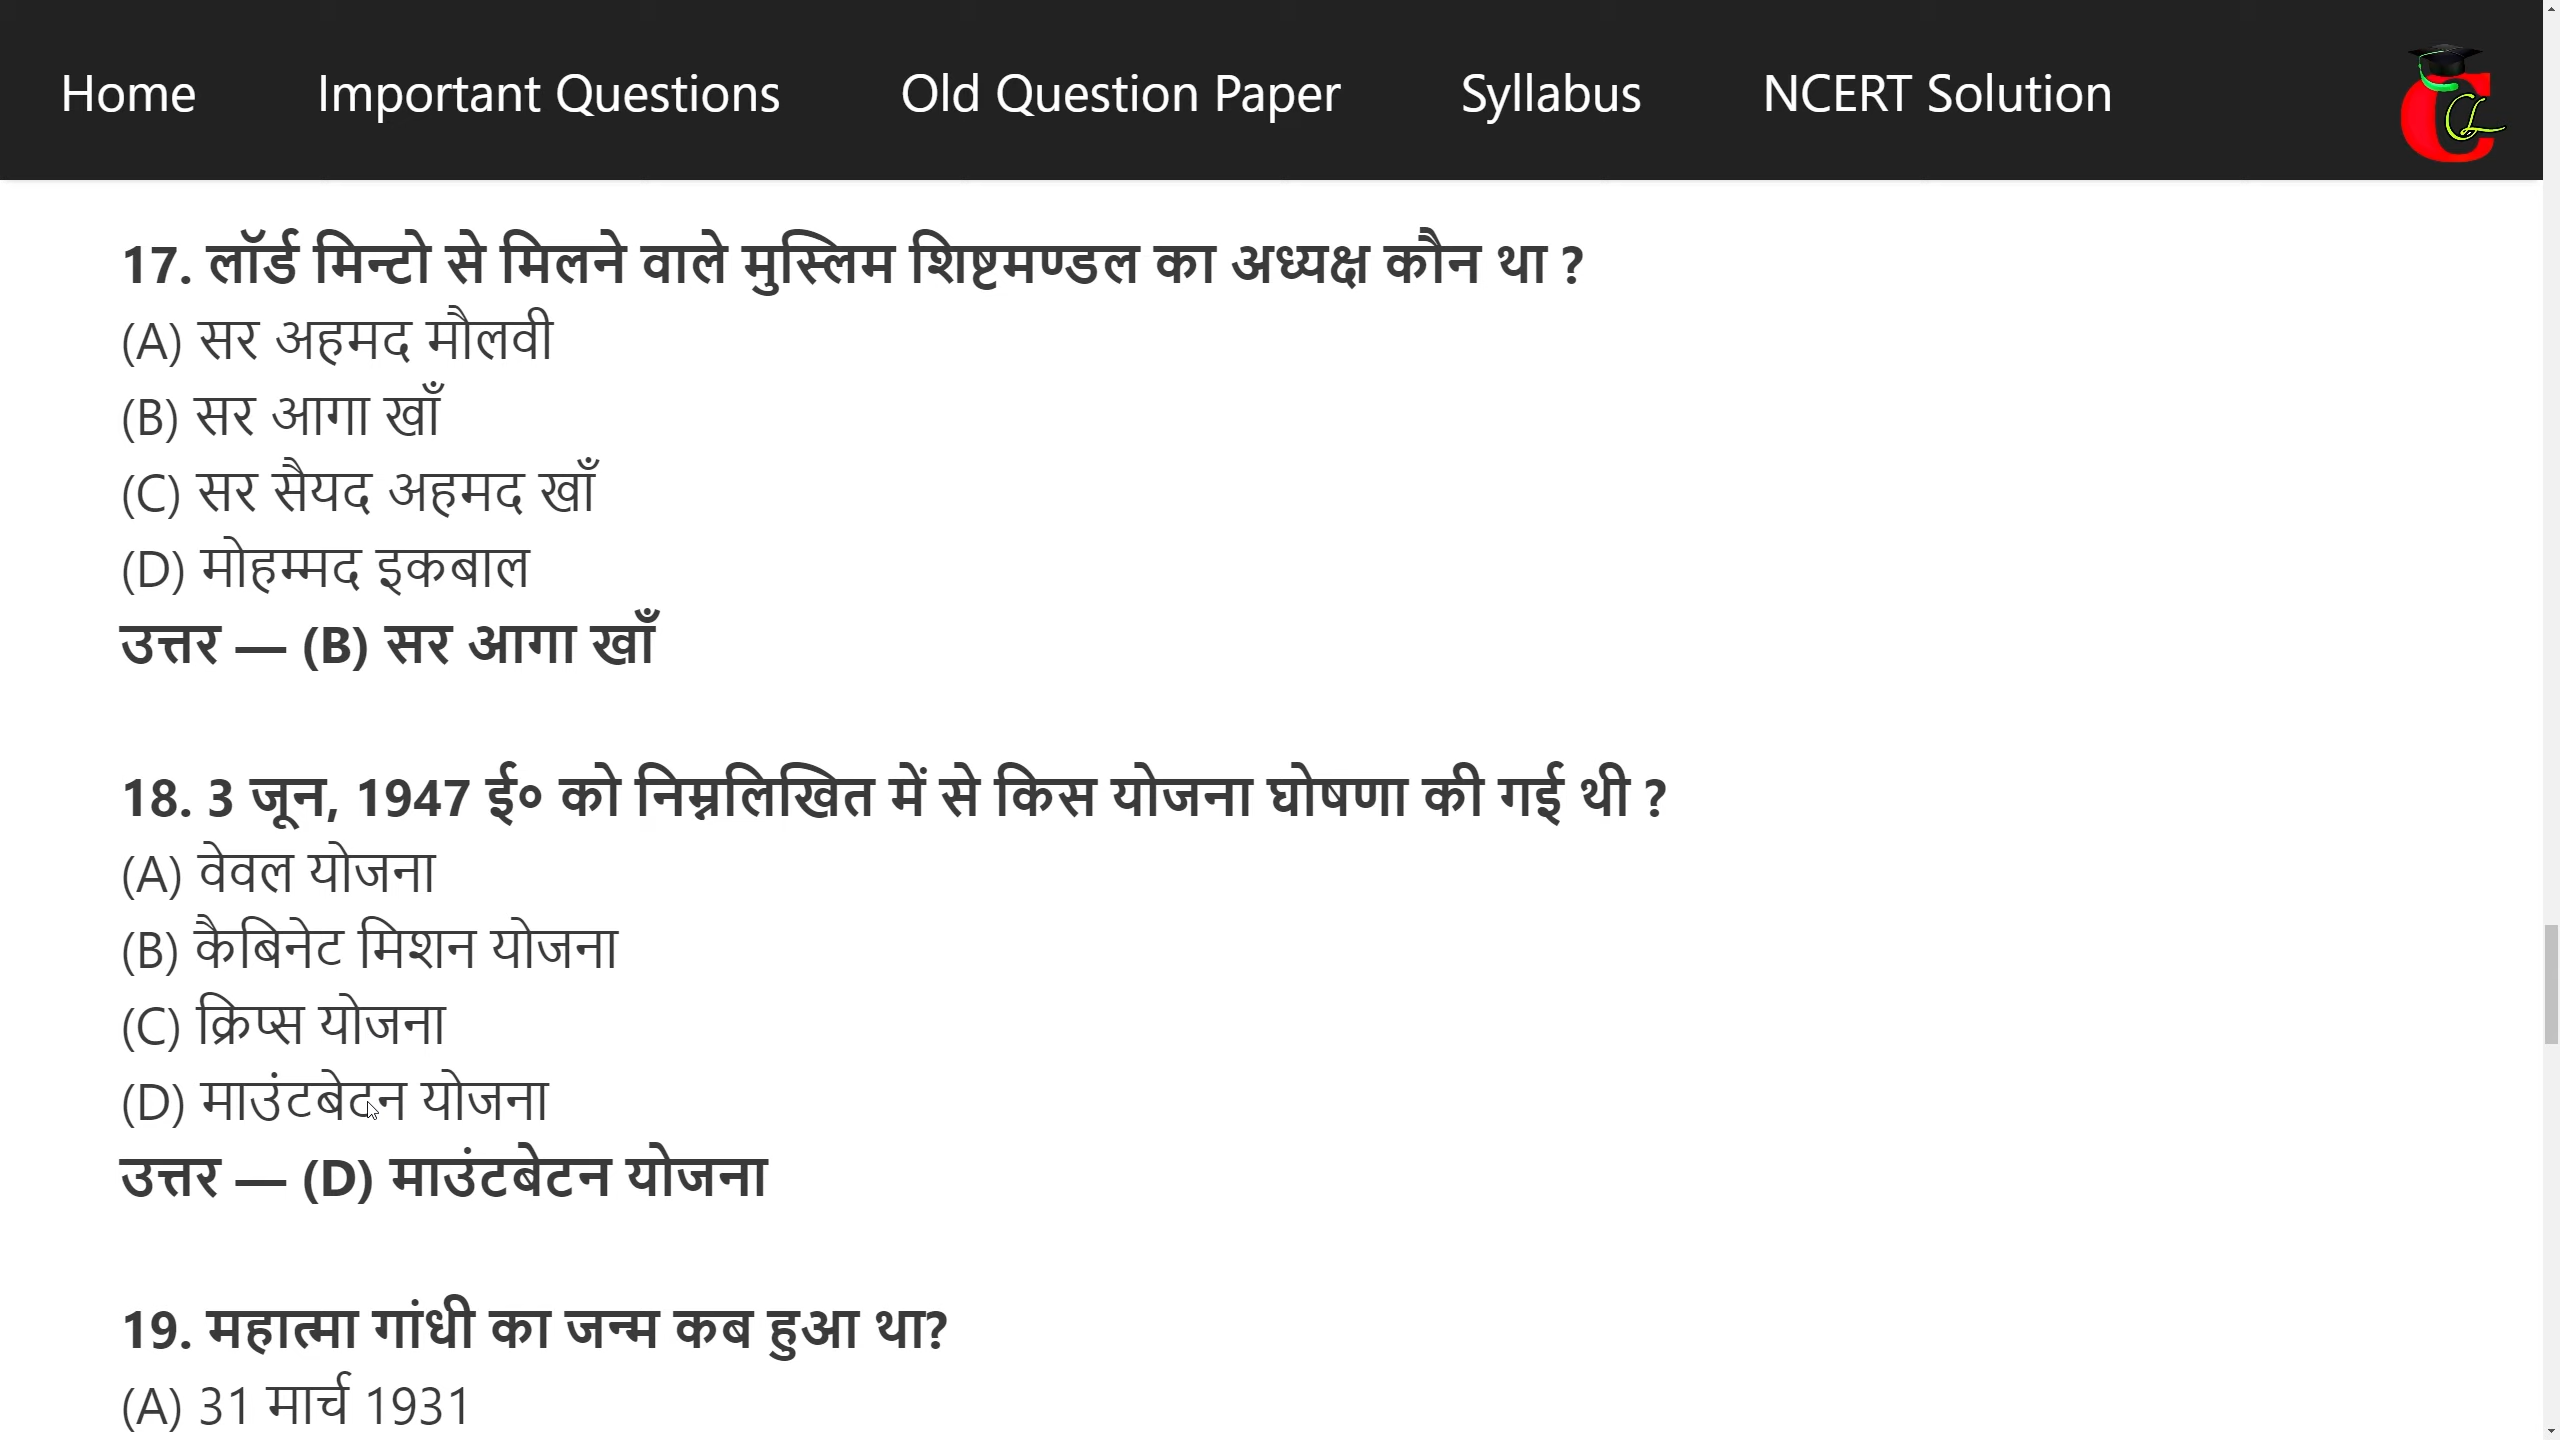 Home Important Questions Old Question Paper Syllabus NCERT Solution
17. लॉर्ड मिन्टो से मिलने वाले मुस्लिम शिष्टमण्डल का अध्यक्ष कौन था ?
(A) सर अहमद मौलवी
(B) सर आगा खाँ
(C) सर सैयद अहमद खाँ
(D) मोहम्मद इकबाल
उत्तर — (B) सर आगा खाँ
18. 3 जून, 1947 ई० को निम्नलिखित में से किस योजना घोषणा की गई थी ?
(A) वेवल योजना
(B) कैबिनेट मिशन योजना
(C) क्रिप्स योजना
(D) माउंटबेटन योजना
उत्तर — (D) माउंटबेटन योजना
19. महात्मा गांधी का जन्म कब हुआ था?
(A) 31 मार्च 1931